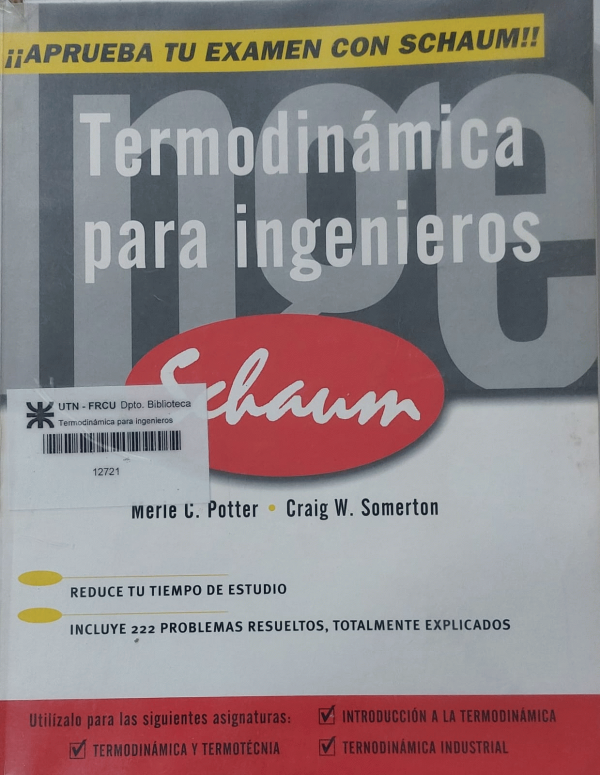 ¡¡APRUEBA TU EXAMEN CON SCHAUM!!
Inge
Termodinámica
para ingenieros
Schaum
UTN - FRCU Dpto. Biblioteca
Termodinámica para ingenieros
12721
Merle C. Potter • Craig W. Somerton
REDUCE TU TIEMPO DE ESTUDIO
INCLUYE 222 PROBLEMAS RESUELTOS, TOTALMENTE EXPLICADOS
Utilízalo para las siguientes asignaturas:
INTRODUCCIÓN A LA TERMODINÁMICA
TERMODINÁMICA Y TERMOTÉCNIA
TERNODINÁMICA INDUSTRIAL